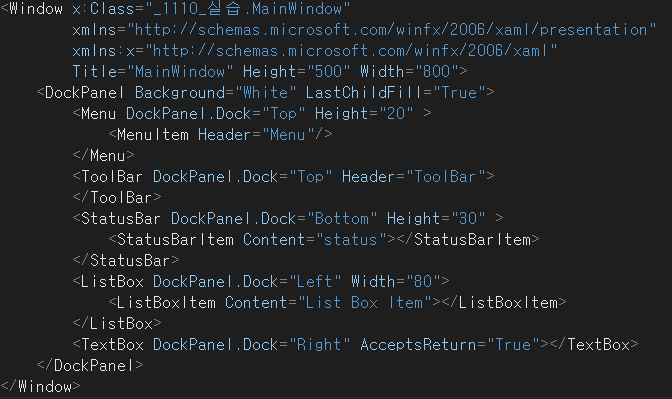 <Window x:Class="_1110_실습.MainWindow"
        xmlns="http://schemas.microsoft.com/winfx/2006/xaml/presentation"
        xmlns:x="http://schemas.microsoft.com/winfx/2006/xaml"
        Title="MainWindow" Height="500" Width="800">
    <DockPanel Background="White" LastChildFill="True">
        <Menu DockPanel.Dock="Top" Height="20" >
            <MenuItem Header="Menu"/>
        </Menu>
        <ToolBar DockPanel.Dock="Top" Header="ToolBar">
        </ToolBar>
        <StatusBar DockPanel.Dock="Bottom" Height="30" >
            <StatusBarItem Content="status"></StatusBarItem>
        </StatusBar>
        <ListBox DockPanel.Dock="Left" Width="80">
            <ListBoxItem Content="List Box Item"></ListBoxItem>
        </ListBox>
        <TextBox DockPanel.Dock="Right" AcceptsReturn="True"></TextBox>
    </DockPanel>
</Window>